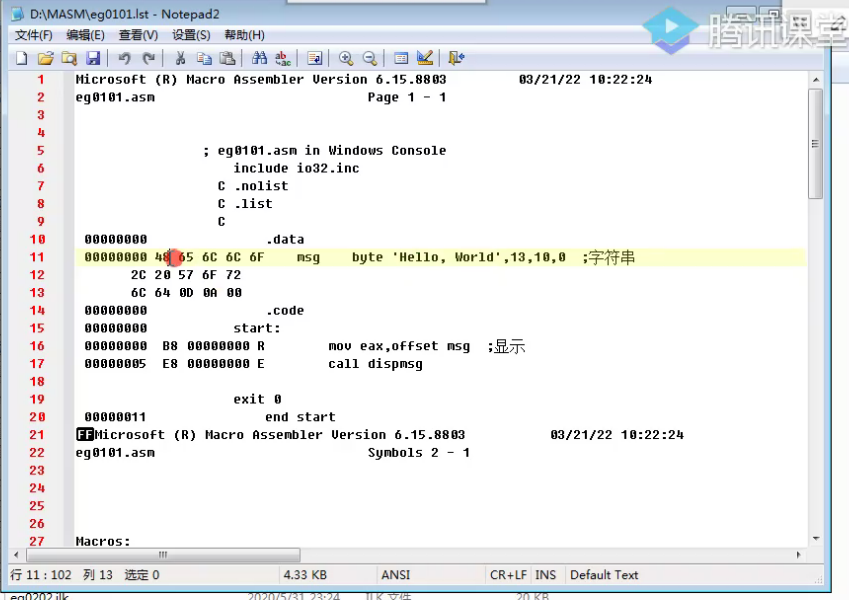 D:\MASM\eg0101.lst - Notepad2
腾讯课堂
文件(F) 编辑(E) 查看(V) 设置(S) 帮助(H)
1 Microsoft (R) Macro Assembler Version 6.15.8803 03/21/22 10:22:24
2 eg0101.asm Page 1 - 1
3
4
5 ; eg0101.asm in Windows Console
6 include io32.inc
7 C .nolist
8 C .list
9 C
10 00000000 .data
11 00000000 48 65 6C 6C 6F msg byte 'Hello, World',13,10,0 ;字符串
12 2C 20 57 6F 72
13 6C 64 0D 0A 00
14 00000000 .code
15 00000000 start:
16 00000000 B8 00000000 R mov eax,offset msg ;显示
17 00000005 E8 00000000 E call dispmsg
18
19 exit 0
20 00000011 end start
21 FFMicrosoft (R) Macro Assembler Version 6.15.8803 03/21/22 10:22:24
22 eg0101.asm Symbols 2 - 1
23
24
25
26
27 Macros:
行 11 : 102 列 13 选定 0 4.33 KB ANSI CR+LF INS Default Text
eg0202.ilk 2020/5/31 23:24 ILK 文件 20 KB